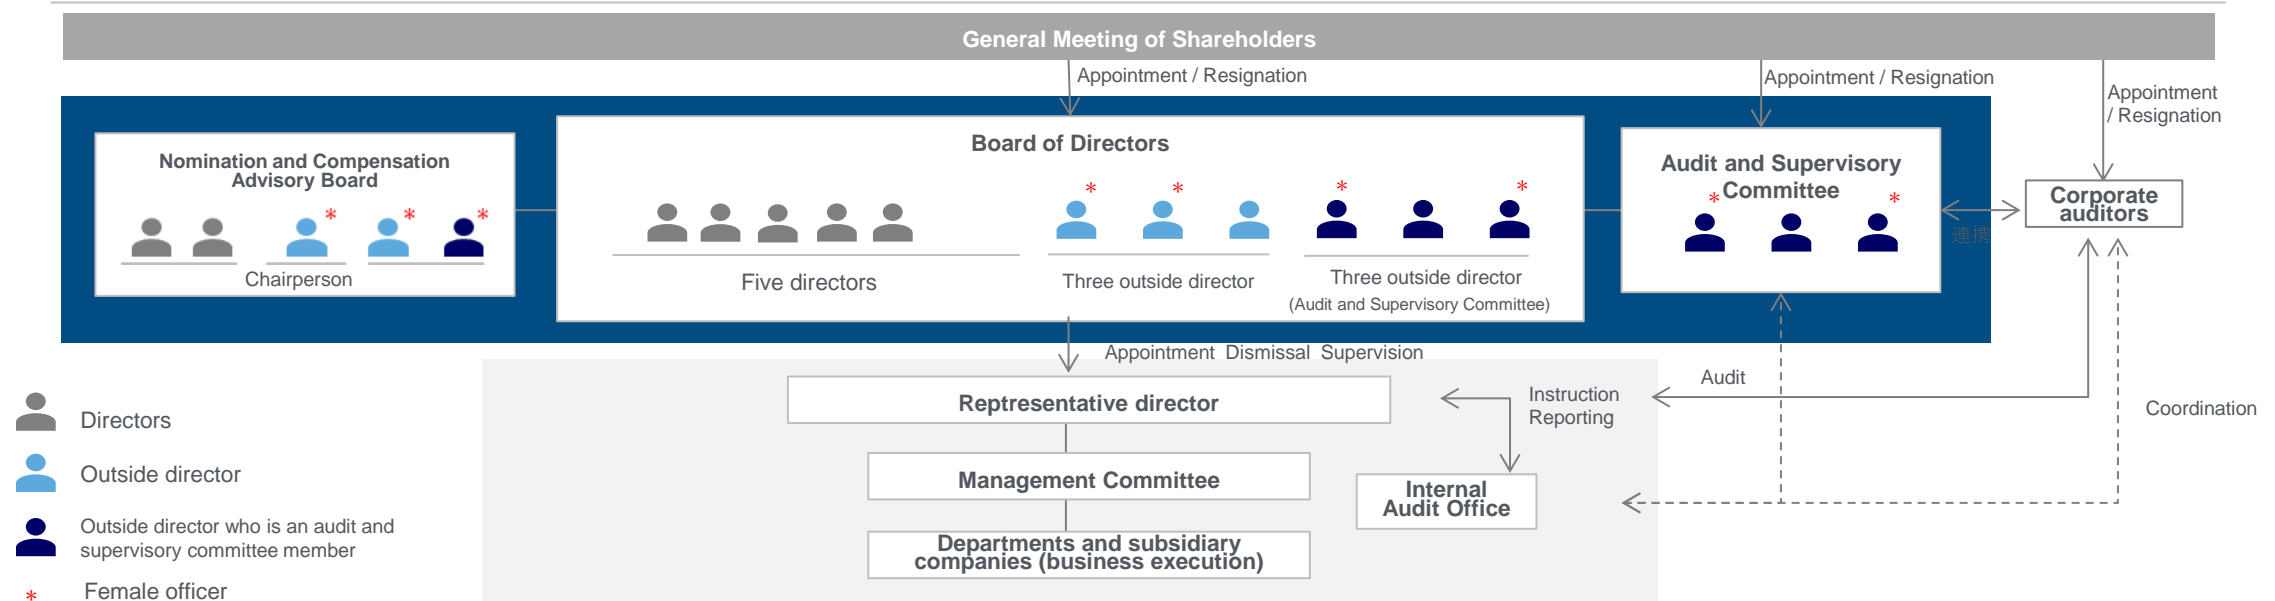 General Meeting of Shareholders
Appointment / Resignation
Appointment / Resignation
Appointment
/ Resignation
Nomination and Compensation
Advisory Board
*
*
*
Chairperson
Board of Directors
*
*
*
*
Five directors
Three outside director
Three outside director
(Audit and Supervisory Committee)
Audit and Supervisory
Committee
*
*
連携
Corporate
auditors
Appointment Dismissal Supervision
Reptresentative director
Instruction
Reporting
Audit
Coordination
Management Committee
Internal
Audit Office
Departments and subsidiary
companies (business execution)
Directors
Outside director
Outside director who is an audit and
supervisory committee member
* Female officer